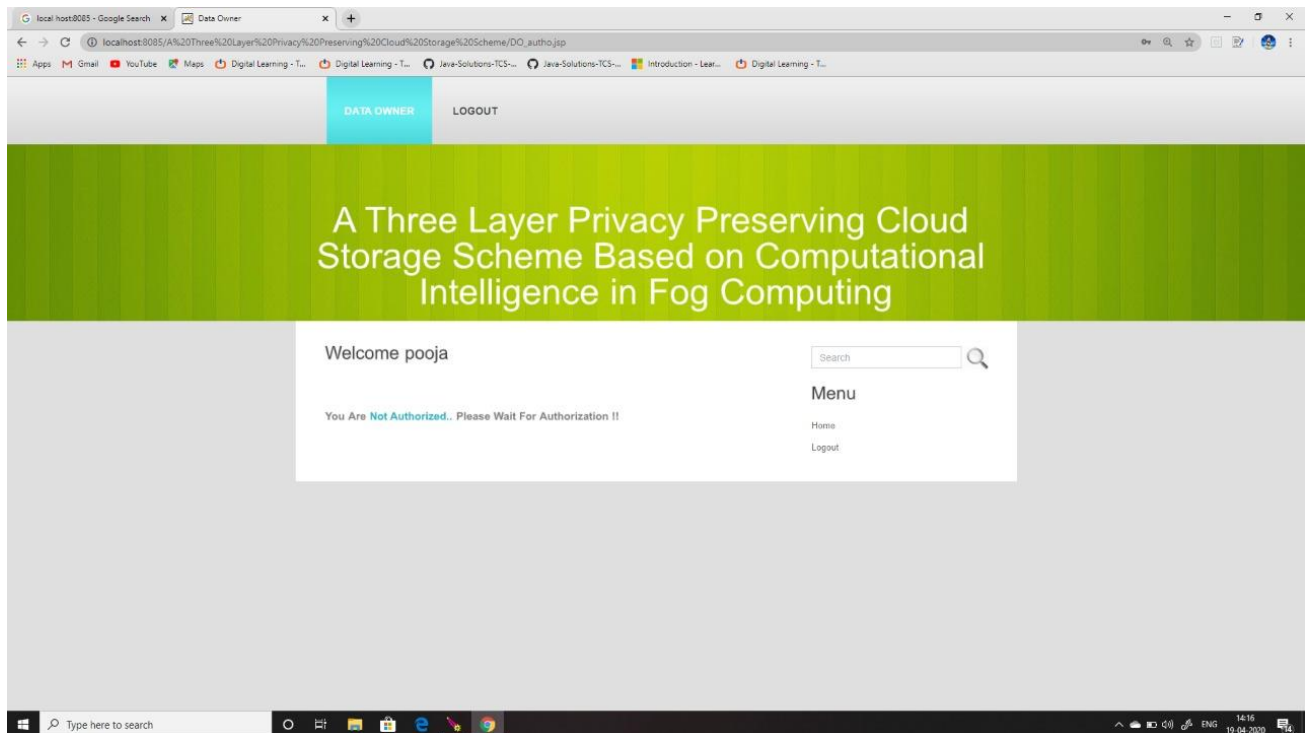 local host:8085 - Google Search
Data Owner
localhost:8085/A%20Three%20Layer%20Privacy%20Preserving%20Cloud%20Storage%20Scheme/DO_autho.jsp
Apps Gmail YouTube Maps Digital Learning - T... Digital Learning - T... Java-Solutions-TCS-... Java-Solutions-TCS-... Introduction - Lear... Digital Learning - T...
DATA OWNER LOGOUT
A Three Layer Privacy Preserving Cloud
Storage Scheme Based on Computational
Intelligence in Fog Computing
Welcome pooja
You Are Not Authorized.. Please Wait For Authorization !!
Search
Menu
Home
Logout
Type here to search
ENG
14:16
19-04-2020